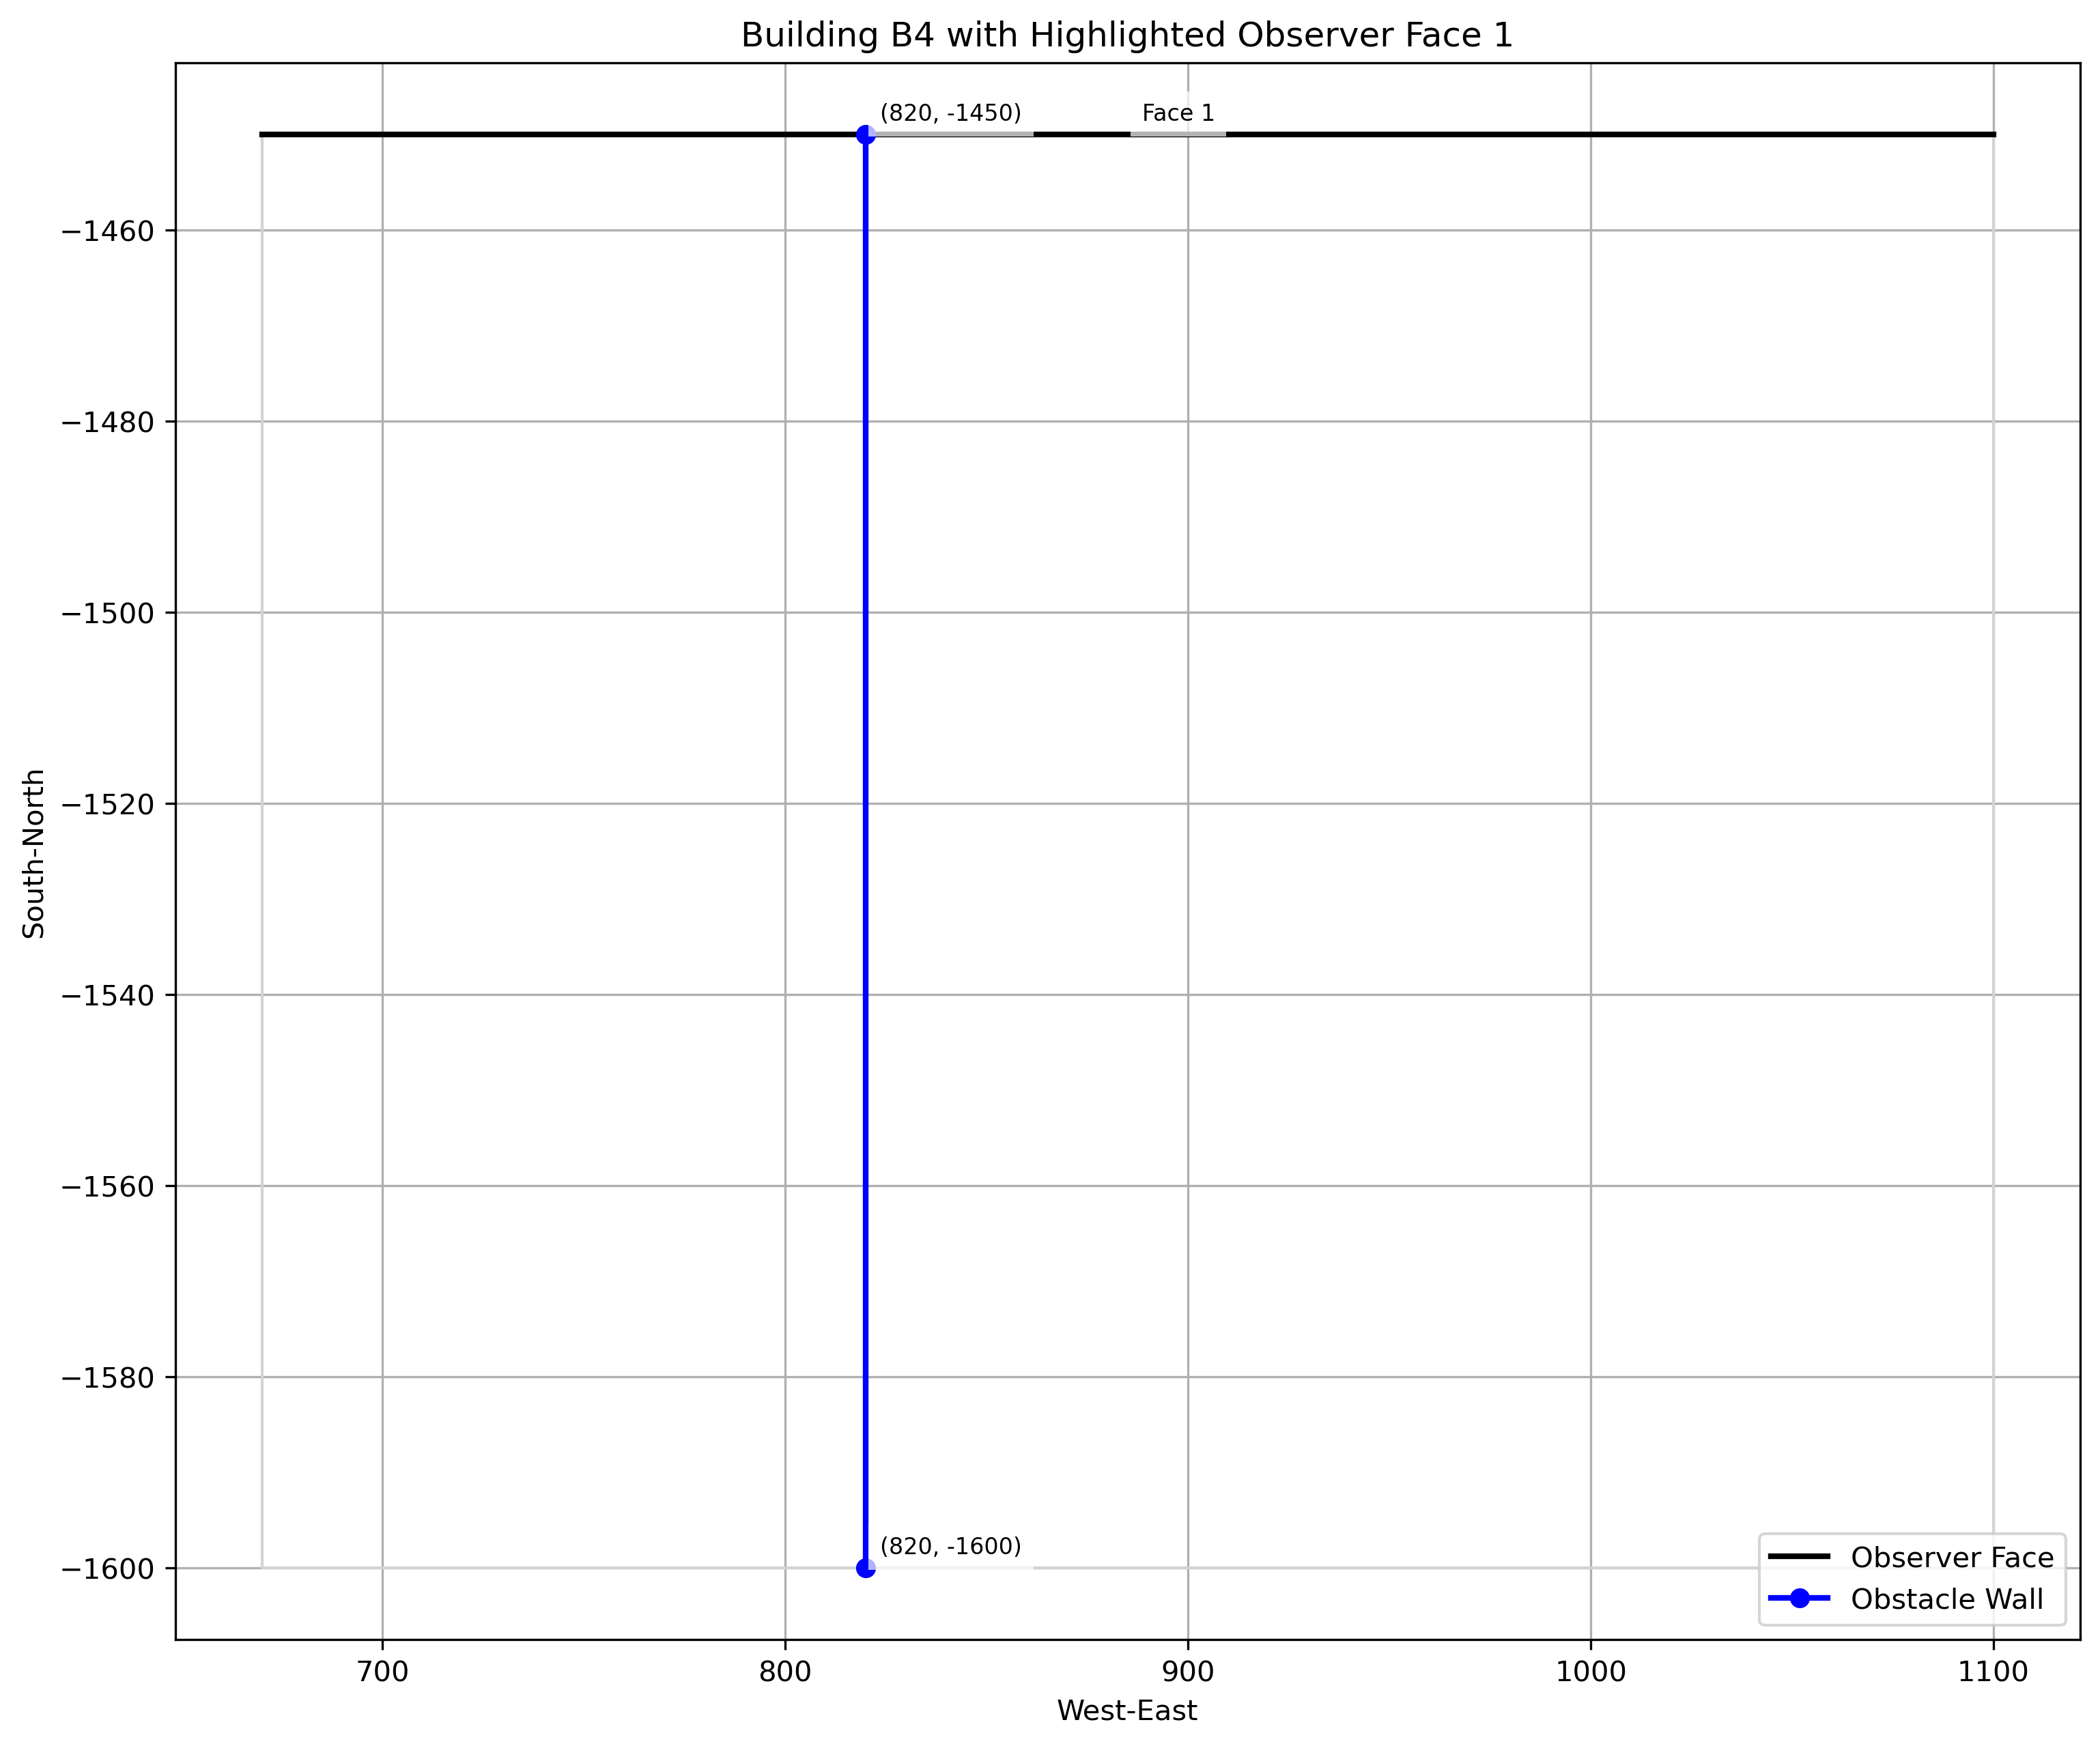 Building B4 with Highlighted Observer Face 1
(820, -1450)
Face 1
−1460
−1480
−1500
−1520
−1540
−1560
−1580
−1600
South-North
(820, -1600)
Observer Face
Obstacle Wall
700
800
900
1000
1100
West-East